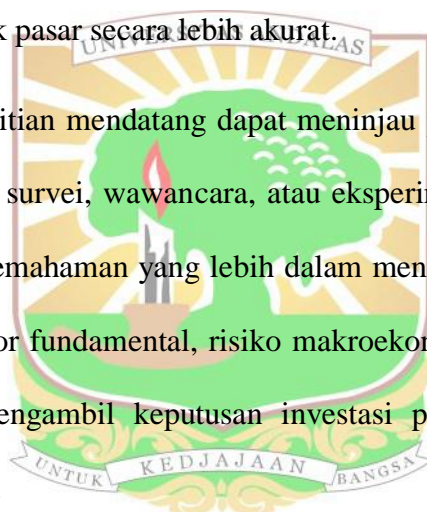 k pasar secara lebih akurat.
UNIVERSITAS ANDALAS
itian mendatang dapat meninjau
survei, wawancara, atau eksperi
emahaman yang lebih dalam men
or fundamental, risiko makroekon
engambil keputusan investasi p
UNTUK KEDJAJAAN BANGSA